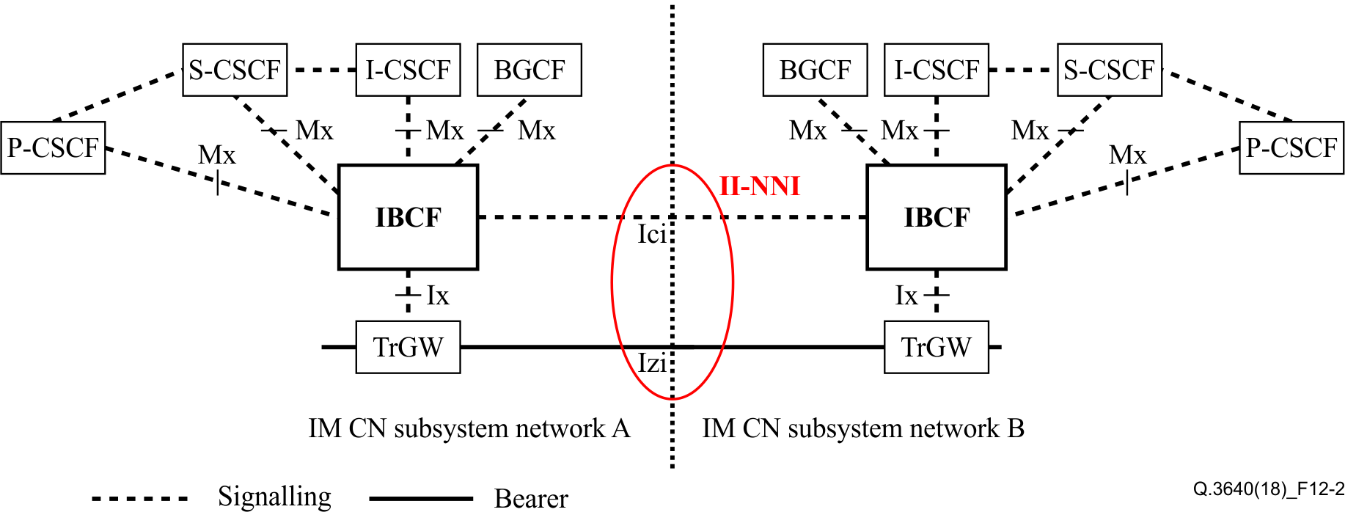 S-CSCF
I-CSCF
BGCF
BGCF
I-CSCF
S-CSCF
P-CSCF
Mx
Mx
Mx
Mx
Mx
Mx
P-CSCF
Mx
Mx
II-NNI
IBCF
IBCF
Ici
Ix
Ix
TrGW
TrGW
Izi
IM CN subsystem network A
IM CN subsystem network B
Signalling
Bearer
Q.3640(18)_F12-2